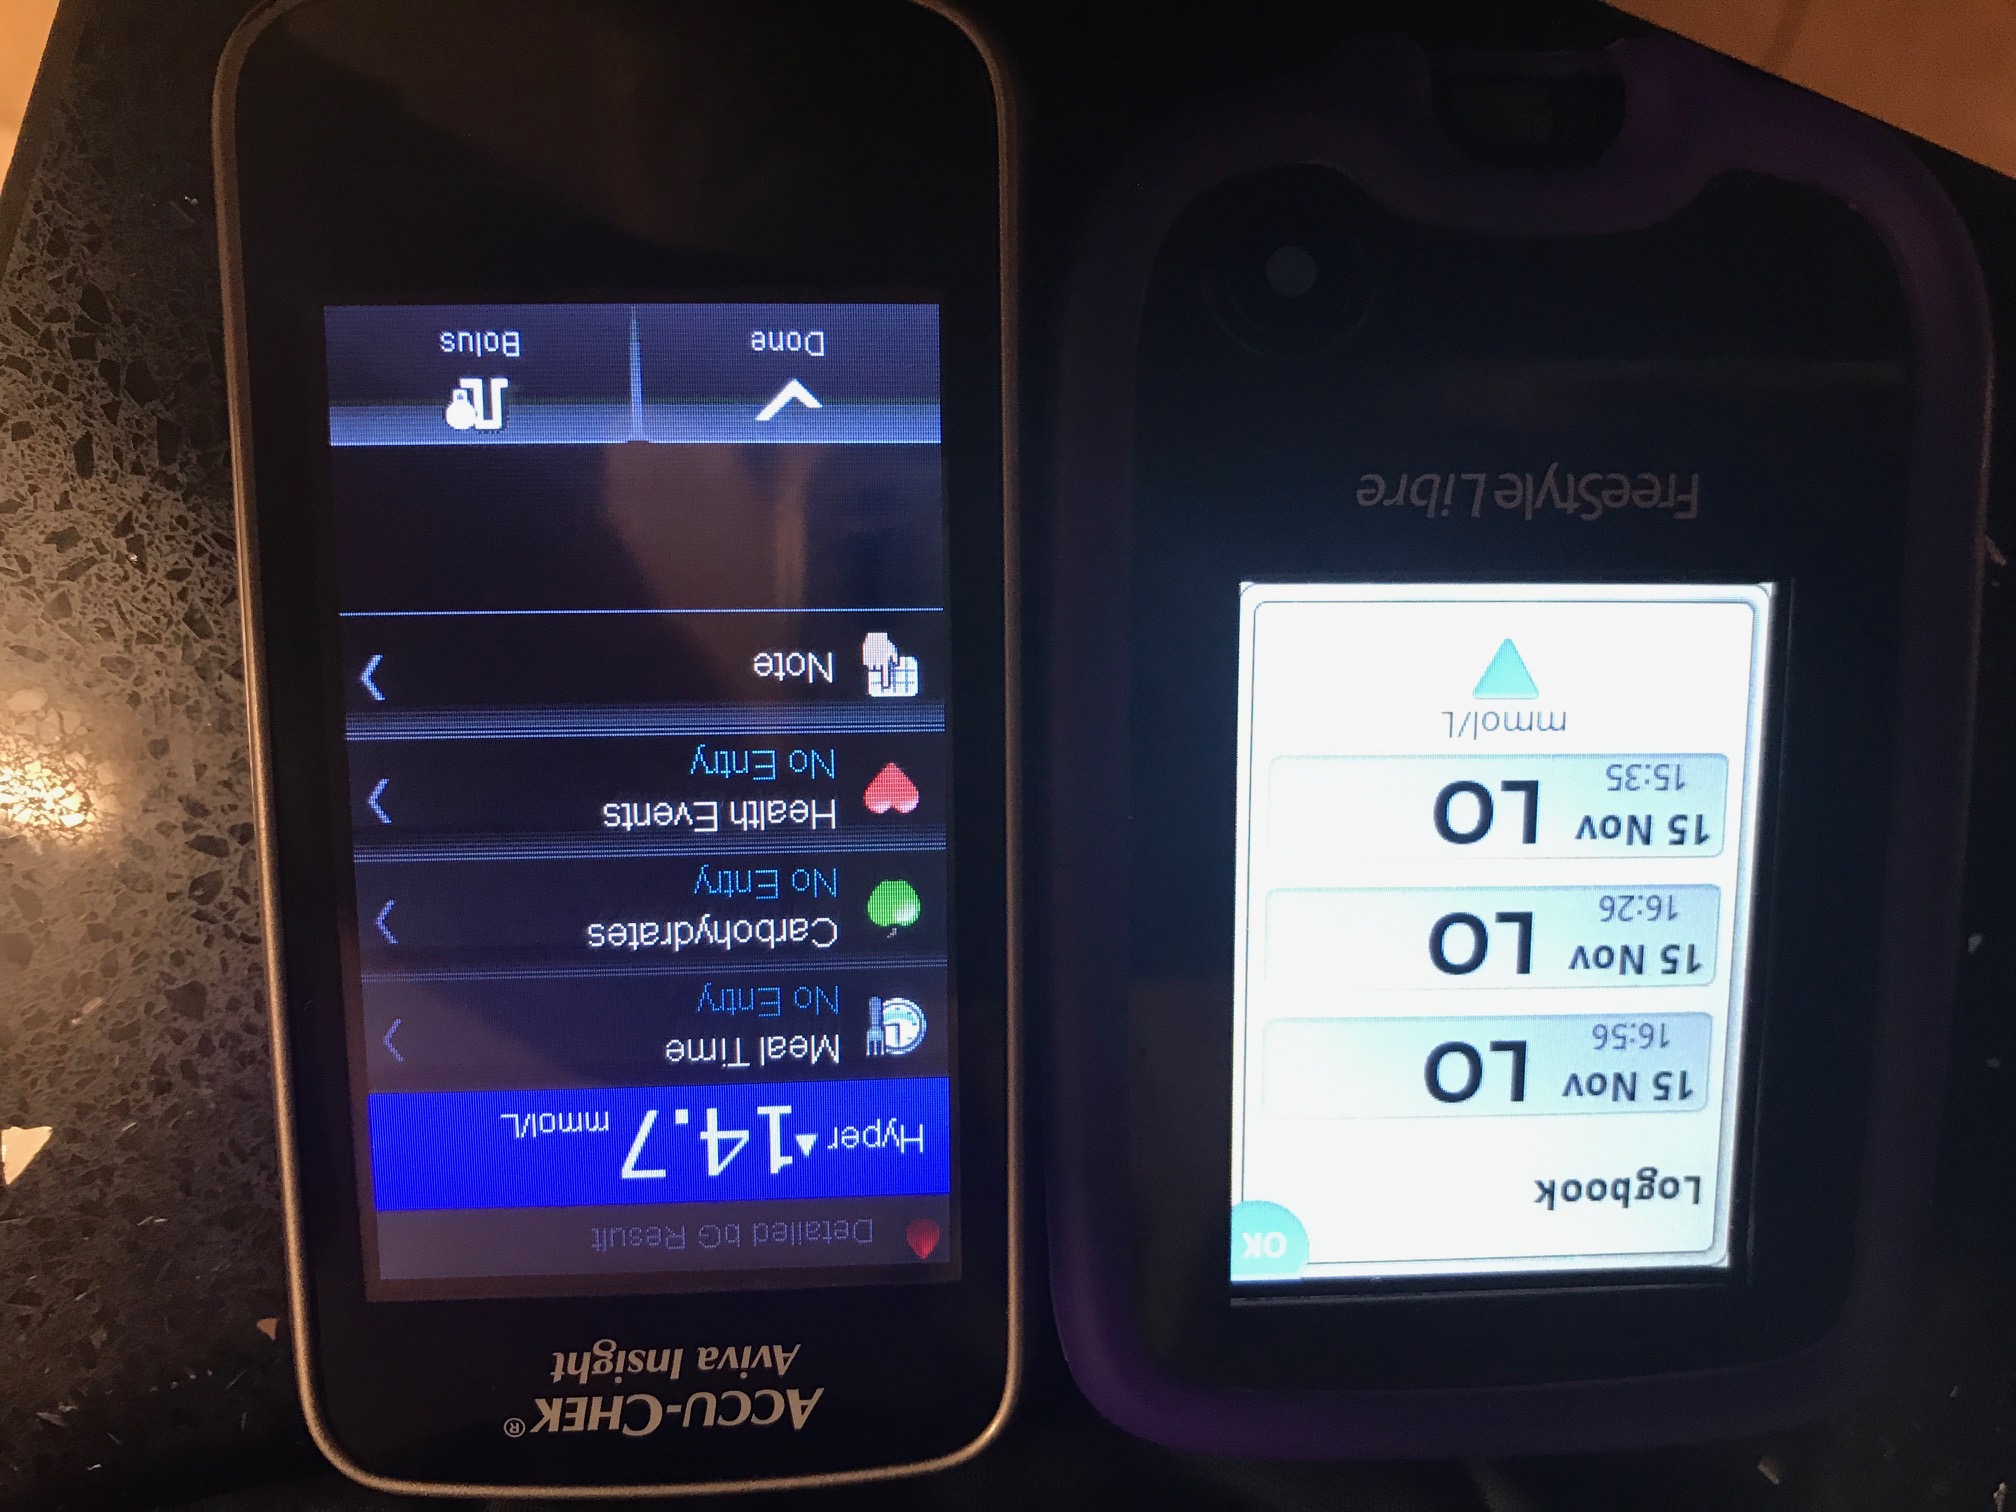 ACCU-CHEK®
Aviva Insight
Detailed bG Result
Hyper 14.7 mmol/L
Meal Time
No Entry
Carbohydrates
No Entry
Health Events
No Entry
Note
Done
Bolus
OK
Logbook
15 Nov LO
16:56
15 Nov LO
16:26
15 Nov LO
15:35
mmol/L
FreeStyle Libre